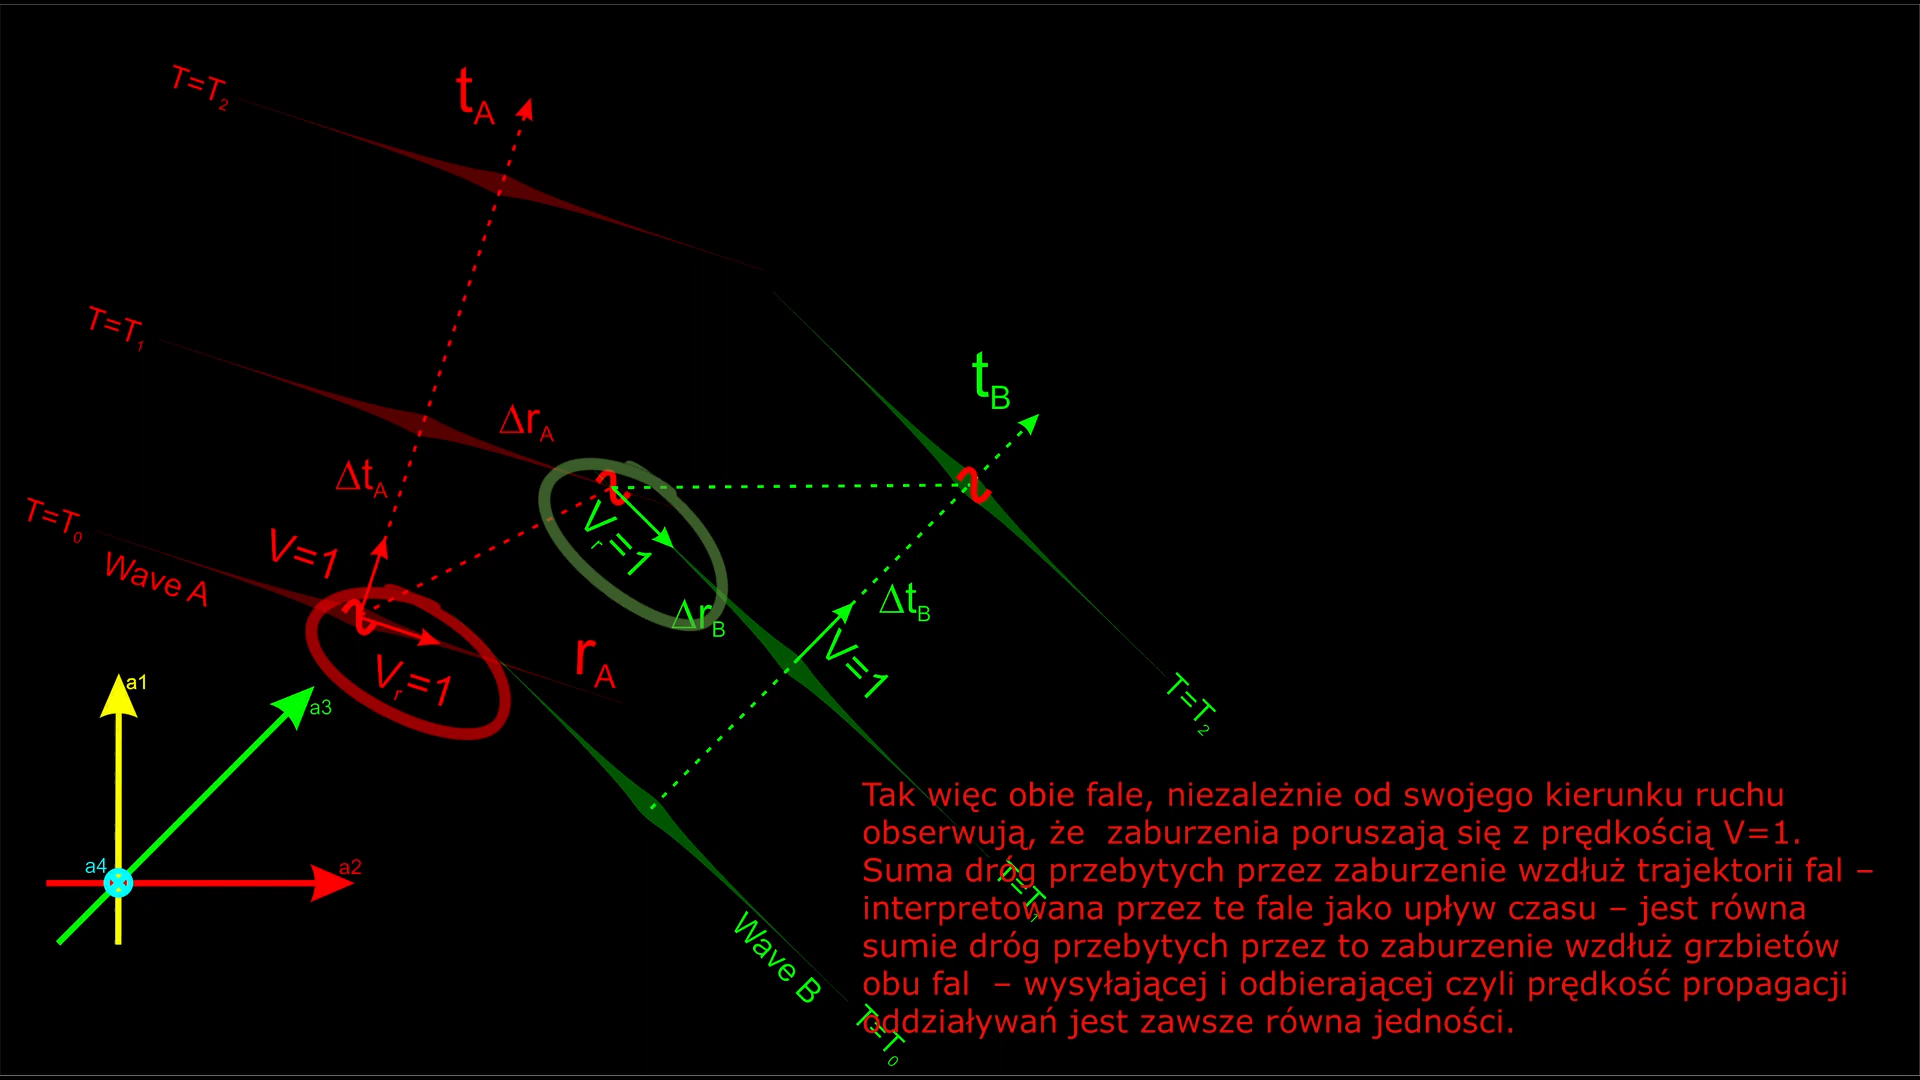 T=T2
tA
T=T1
ΔrA
tB
ΔtA
T=T0
V=1
Wave A
Vr=1
ΔtB
ΔrB
V=1
rA
Vr=1
a1
a3
T=T2
a4
a2
Tak więc obie fale, niezależnie od swojego kierunku ruchu
obserwują, że  zaburzenia poruszają się z prędkością V=1.
Suma dróg przebytych przez zaburzenie wzdłuż trajektorii fal –
T=T1
interpretowana przez te fale jako upływ czasu – jest równa
sumie dróg przebytych przez to zaburzenie wzdłuż grzbietów
Wave B
obu fal  – wysyłającej i odbierającej czyli prędkość propagacji
oddziaływań jest zawsze równa jedności.
T=T0